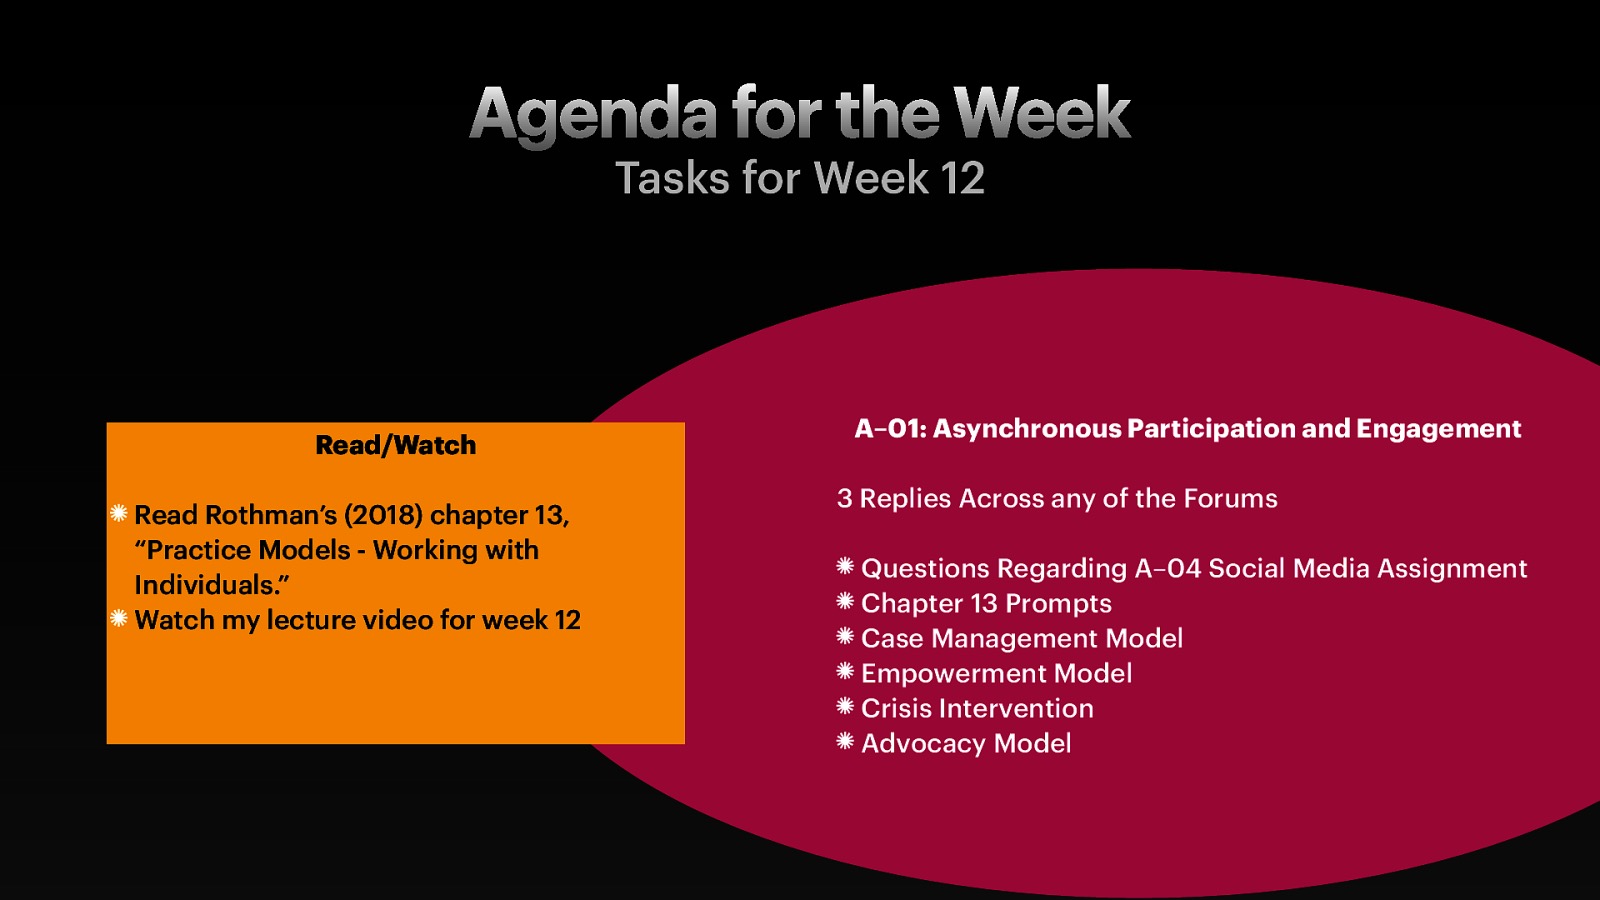 Agenda for the Week
Tasks for Week 12
Read/Watch
Read Rothman’s (2018) chapter 13,
“Practice Models - Working with
Individuals.”
Watch my lecture video for week 12
A–01: Asynchronous Participation and Engagement
3 Replies Across any of the Forums
Questions Regarding A–04 Social Media Assignment
Chapter 13 Prompts
Case Management Model
Empowerment Model
Crisis Intervention
Advocacy Model